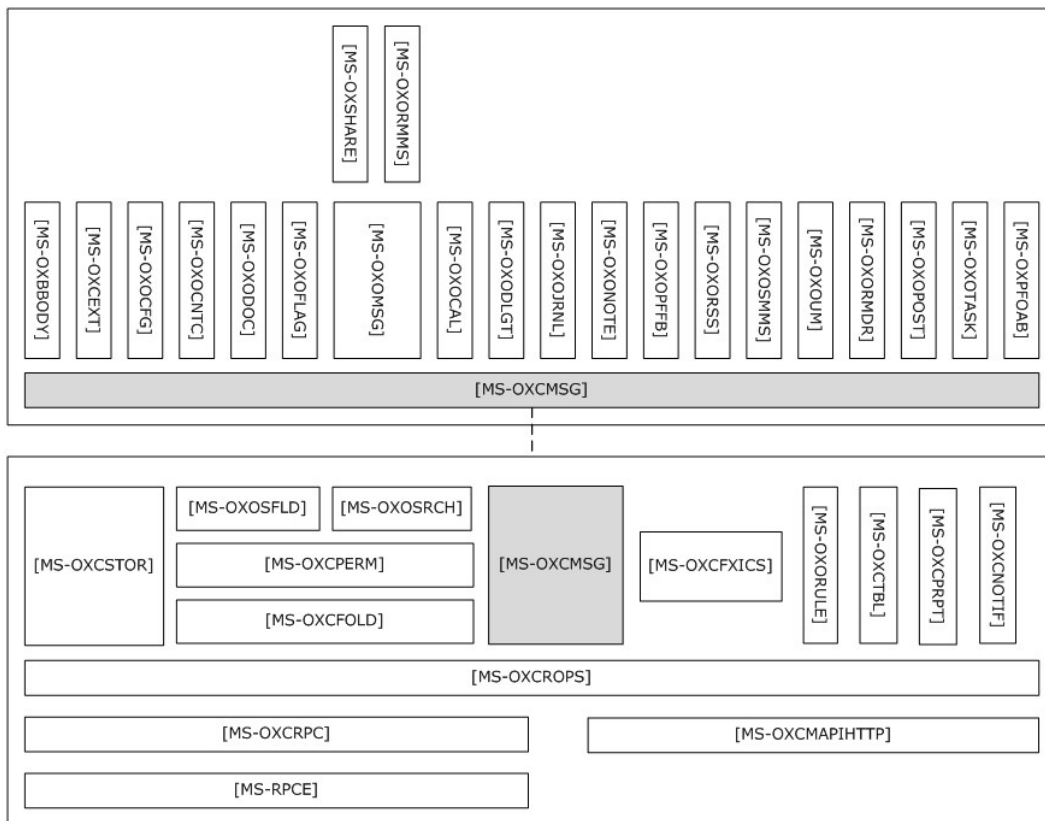 [MS-OXSHARE]
[MS-OXORMMS]
[MS-OXBBODY]
[MS-OXCEXT]
[MS-OXOCFG]
[MS-OXOCNTC]
[MS-OXODOC]
[MS-OXOFLAG]
[MS-OXOMSG]
[MS-OXOCAL]
[MS-OXODLGT]
[MS-OXOJRNL]
[MS-OXONOTE]
[MS-OXOPFFB]
[MS-OXORSS]
[MS-OXOSMMS]
[MS-OXOUM]
[MS-OXORMDR]
[MS-OXOPOST]
[MS-OXOTASK]
[MS-OXPFOAB]
[MS-OXCMSG]
[MS-OXCSTOR]
[MS-OXOSFLD]
[MS-OXOSRCH]
[MS-OXCPERM]
[MS-OXCFOLD]
[MS-OXCMSG]
[MS-OXCFXICS]
[MS-OXORULE]
[MS-OXCTBL]
[MS-OXCPRPT]
[MS-OXCNOTIF]
[MS-OXCROPS]
[MS-OXCRPC]
[MS-OXCMAPIHTTP]
[MS-RPCE]